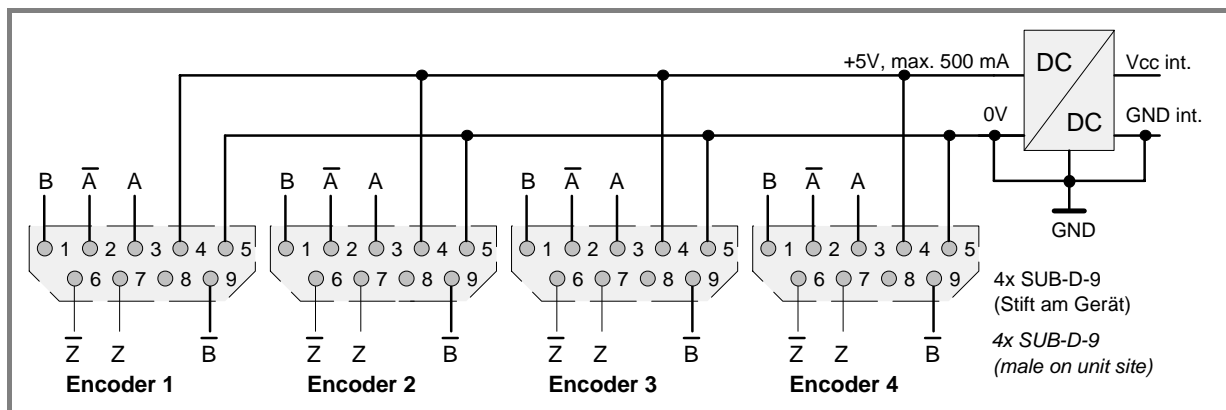 +5V, max. 500 mA
DC
DC
Vcc int.
0V
GND int.
GND
B A̅ A
B A̅ A
B A̅ A
B A̅ A
1 2 3 4 5
6 7 8 9
1 2 3 4 5
6 7 8 9
1 2 3 4 5
6 7 8 9
1 2 3 4 5
6 7 8 9
Z̅ Z B̅
Z̅ Z B̅
Z̅ Z B̅
Z̅ Z B̅
Encoder 1
Encoder 2
Encoder 3
Encoder 4
4x SUB-D-9
(Stift am Gerät)
4x SUB-D-9
(male on unit site)